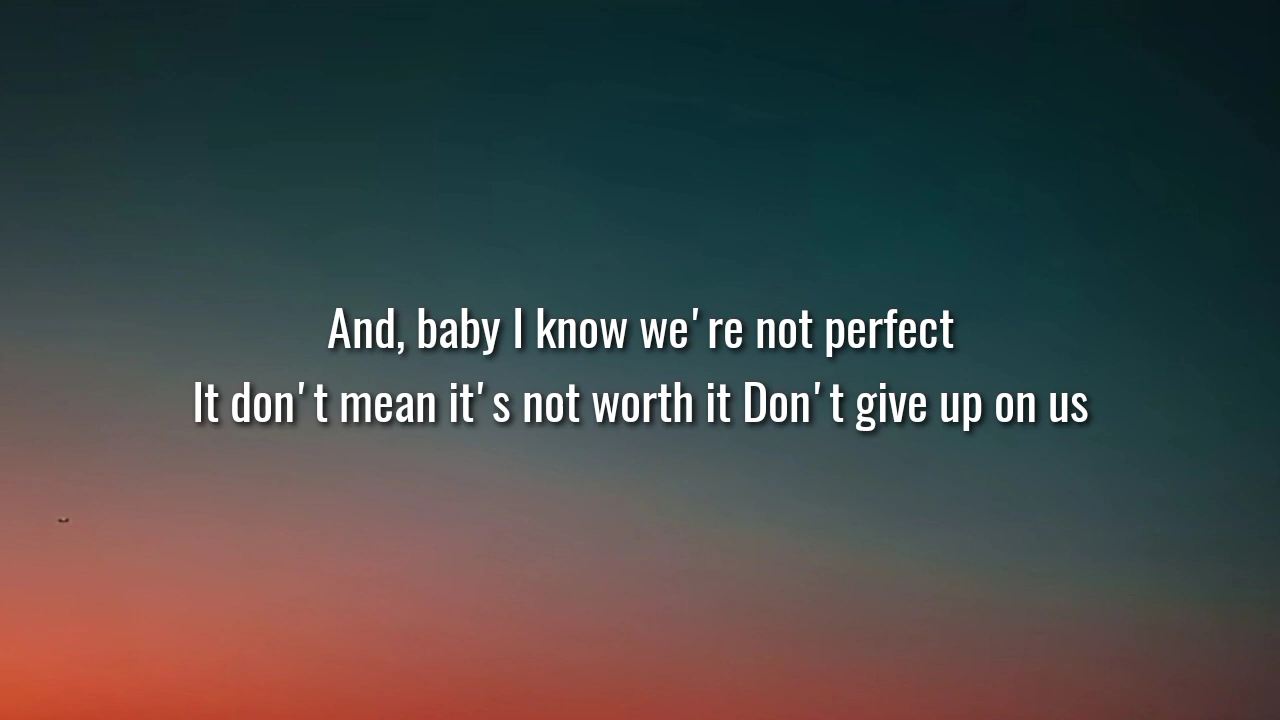 And, baby I know we're not perfect
It don't mean it's not worth it Don't give up on us